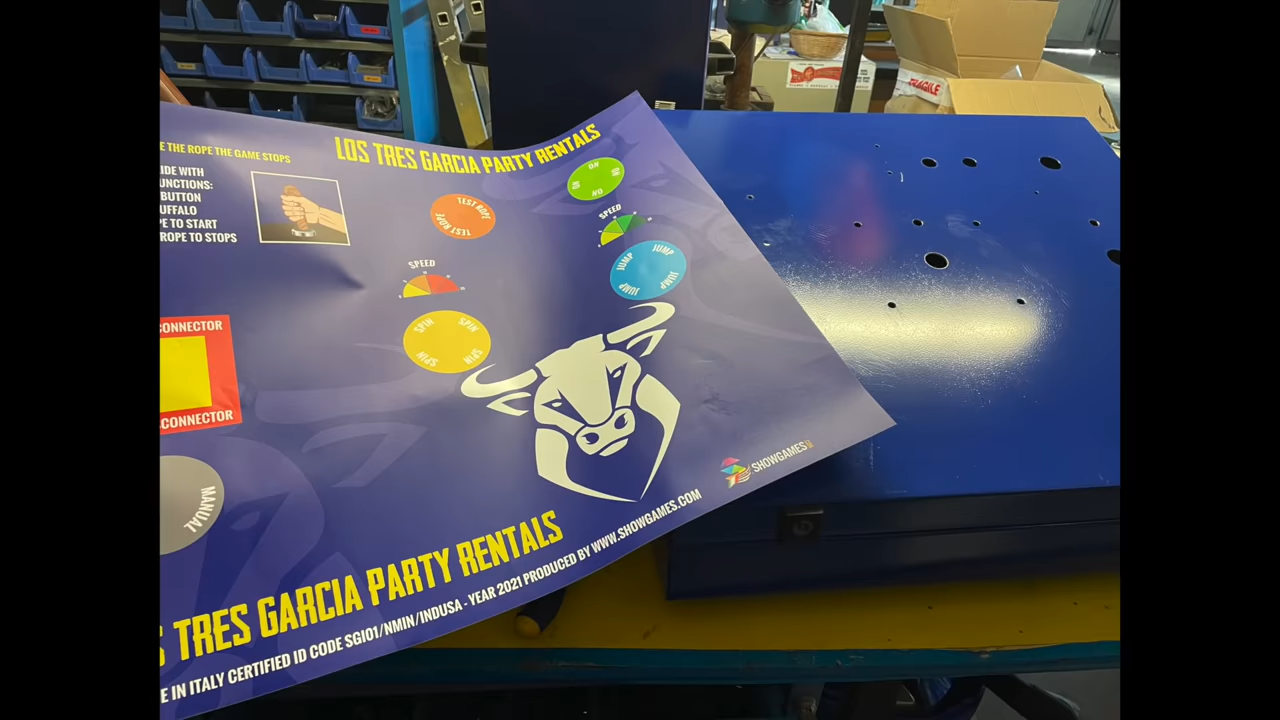 E THE ROPE THE GAME STOPS
LOS TRES GARCIA PARTY RENTALS
IDE WITH
UNCTIONS:
BUTTON
UFFALO
PE TO START
ROPE TO STOPS
TEST ROPE
TEST ROPE
ON
ON
ON
ON
SPEED
JUMP
JUMP
JUMP
JUMP
SPEED
SPIN
SPIN
SPIN
SPIN
CONNECTOR
CONNECTOR
MANUAL
SHOWGAMES
S TRES GARCIA PARTY RENTALS
E IN ITALY CERTIFIED ID CODE SGI01/NMIN/INDUSA - YEAR 2021 PRODUCED BY WWW.SHOWGAMES.COM
FRAGILE